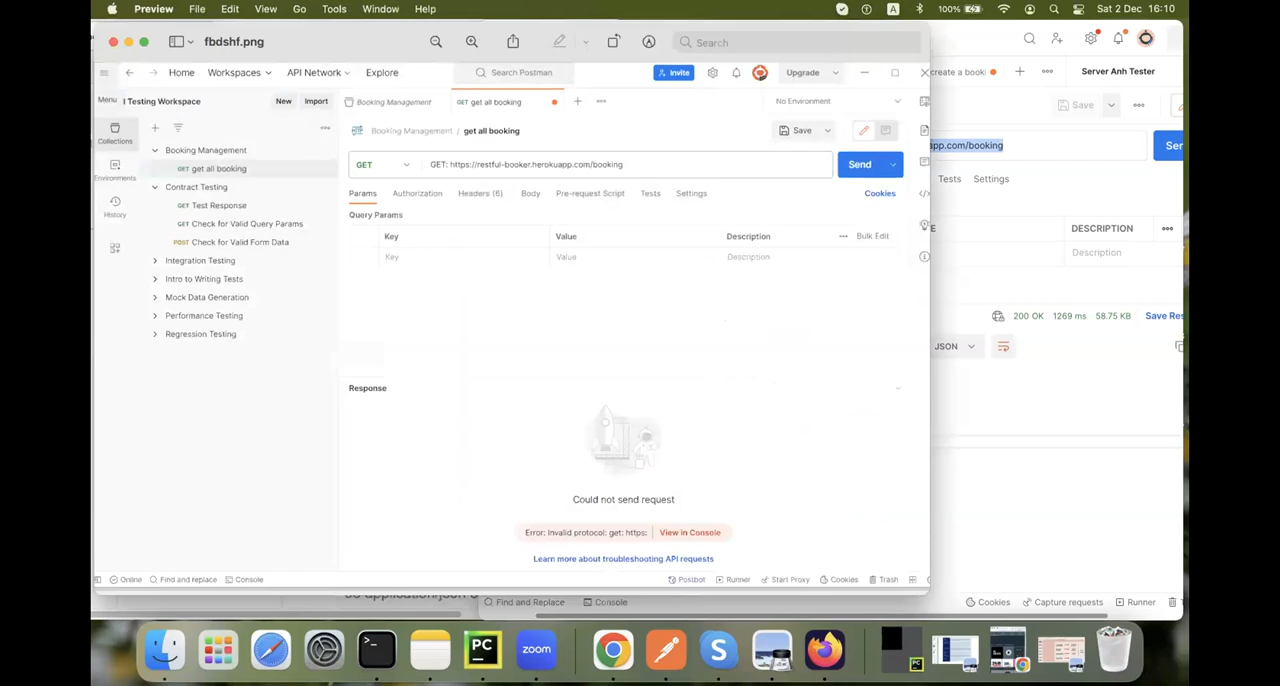 Preview File Edit View Go Tools Window Help
A 100% Sat 2 Dec 16:10
fbdshf.png
Search
Home Workspaces API Network Explore
Search Postman
Invite
Upgrade
Menu
Testing Workspace
New Import
Booking Management
GET get all booking
No Environment
Collections
Environments
History
Booking Management
GET get all booking
Contract Testing
GET Test Response
GET Check for Valid Query Params
POST Check for Valid Form Data
Integration Testing
Intro to Writing Tests
Mock Data Generation
Performance Testing
Regression Testing
HTTP Booking Management / get all booking
Save
GET
GET: https://restful-booker.herokuapp.com/booking
Send
Params Authorization Headers (6) Body Pre-request Script Tests Settings
Cookies
Query Params
Key Value Description Bulk Edit
Key Value Description
Response
Could not send request
Error: Invalid protocol: get: https: View in Console
Learn more about troubleshooting API requests
Online Find and replace Console
Postbot Runner Start Proxy Cookies Trash
create a booki
Server Anh Tester
Save
app.com/booking
Tests Settings
DESCRIPTION
Description
200 OK 1269 ms 58.75 KB Save Res
JSON
Find and Replace Console
Cookies Capture requests Runner
PC
zoom